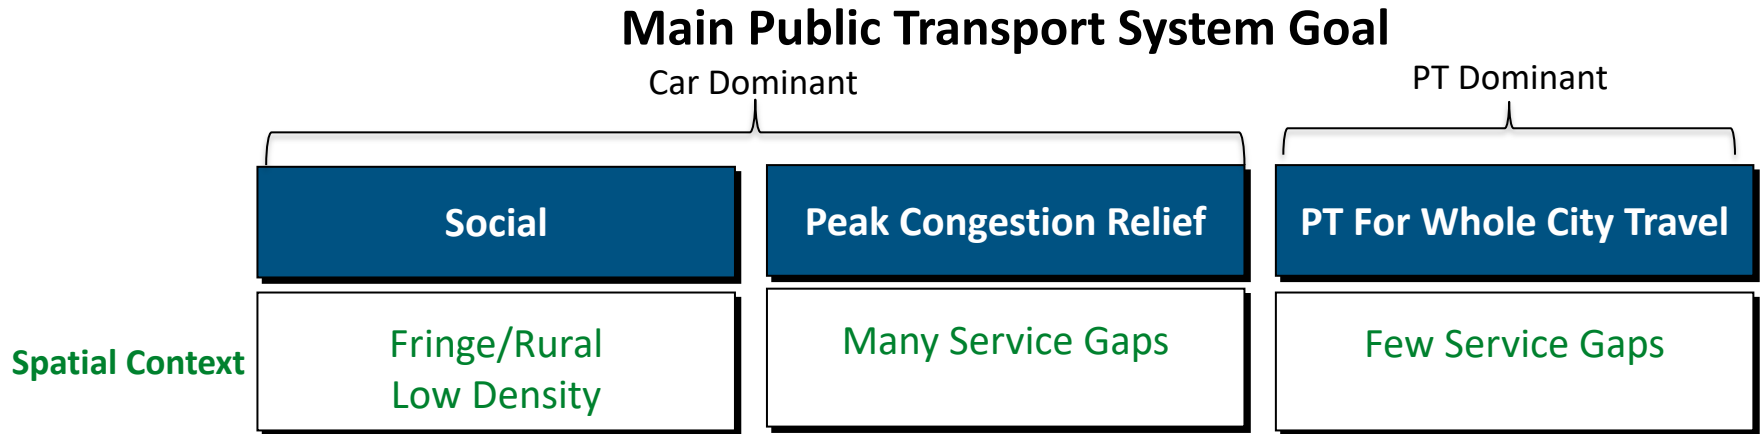 Main Public Transport System Goal
Car Dominant
PT Dominant
Social
Peak Congestion Relief
PT For Whole City Travel
Spatial Context
Fringe/Rural
Low Density
Many Service Gaps
Few Service Gaps